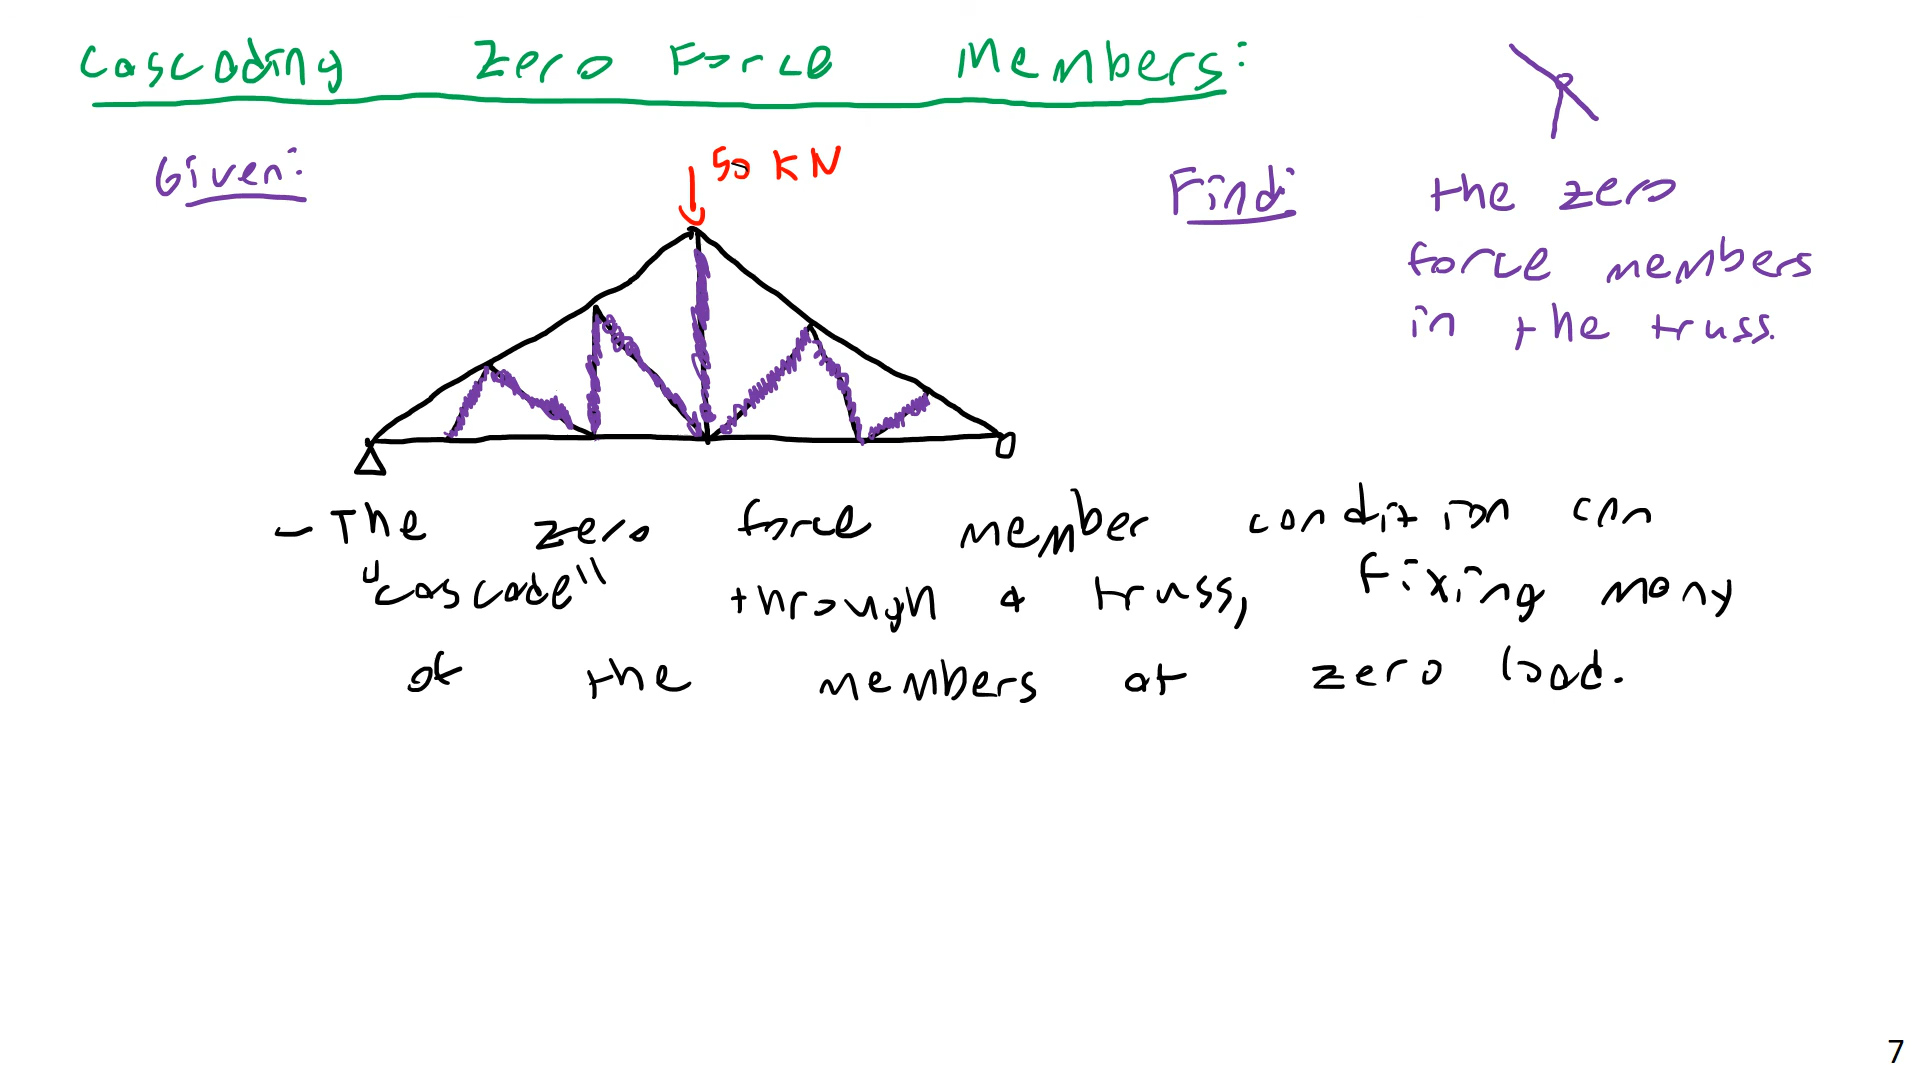 Cascading Zero Force Members:
Given:
50 KN
Find: the zero
force members
in the truss.
- The zero force member condition can
"cascade" through a truss, fixing many
of the members at zero load.
7